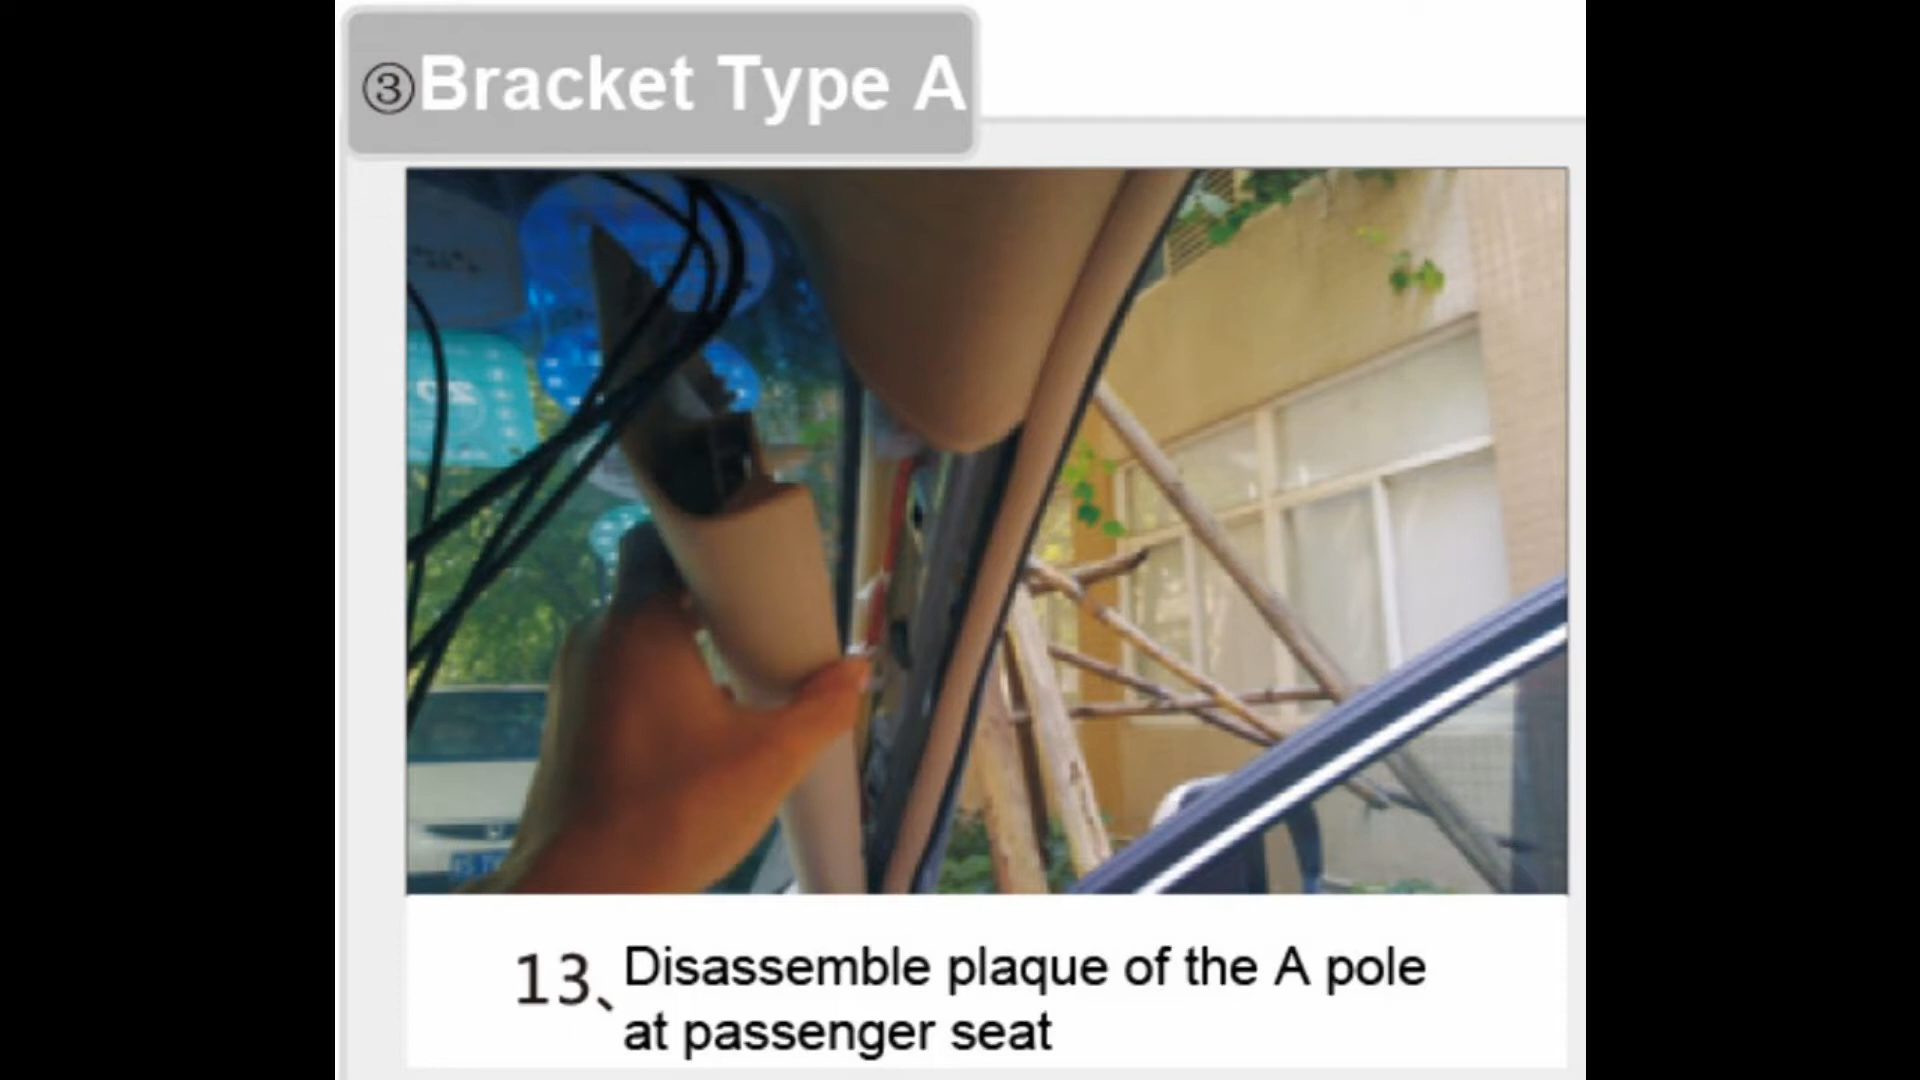 ③Bracket Type A
13、Disassemble plaque of the A pole
at passenger seat